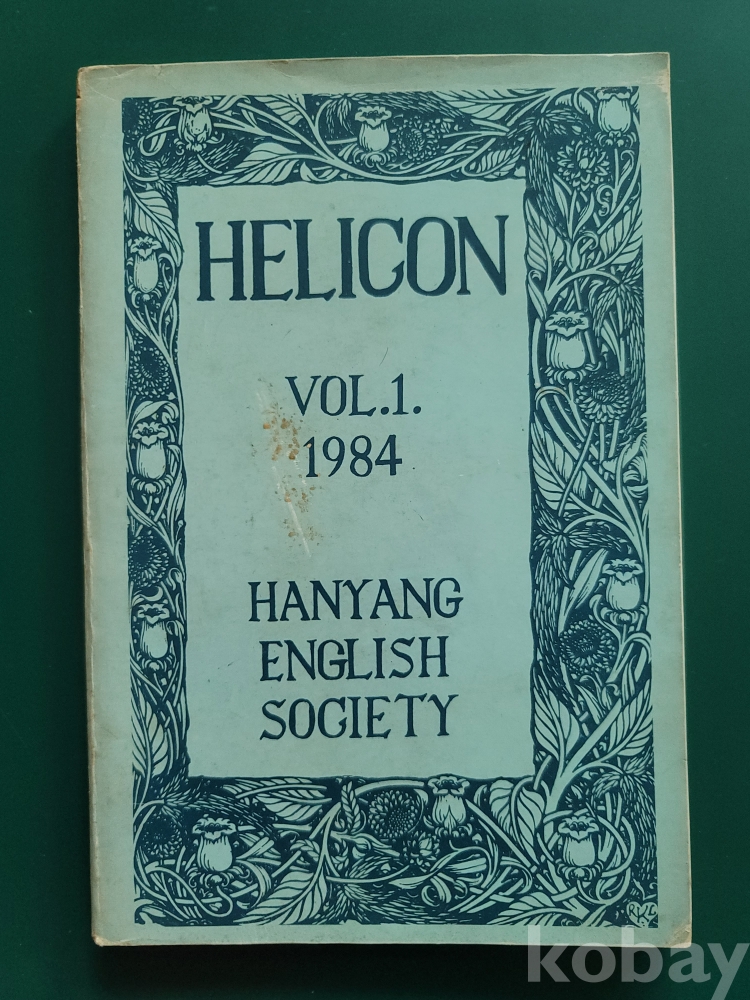 HELICON
VOL.1.
1984
HANYANG
ENGLISH
SOCIETY
kobay